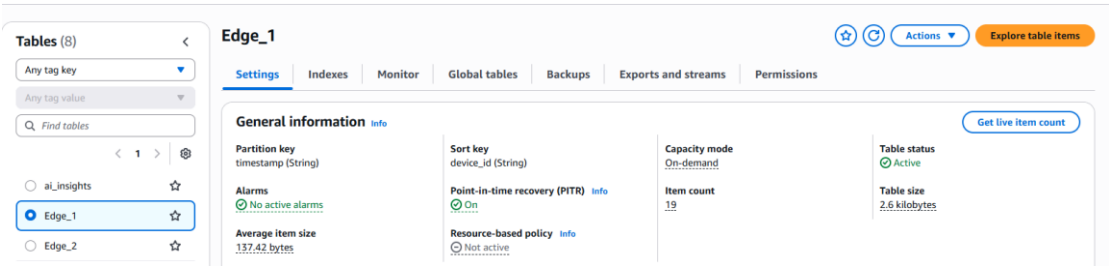 Tables (8)
Any tag key
Any tag value
Find tables
1
ai_insights
Edge_1
Edge_2
Edge_1
Actions
Explore table items
Settings Indexes Monitor Global tables Backups Exports and streams Permissions
General information Info
Get live item count
Partition key
timestamp (String)
Sort key
device_id (String)
Capacity mode
On-demand
Table status
Active
Alarms
No active alarms
Point-in-time recovery (PITR) Info
On
Item count
19
Table size
2.6 kilobytes
Average item size
137.42 bytes
Resource-based policy Info
Not active